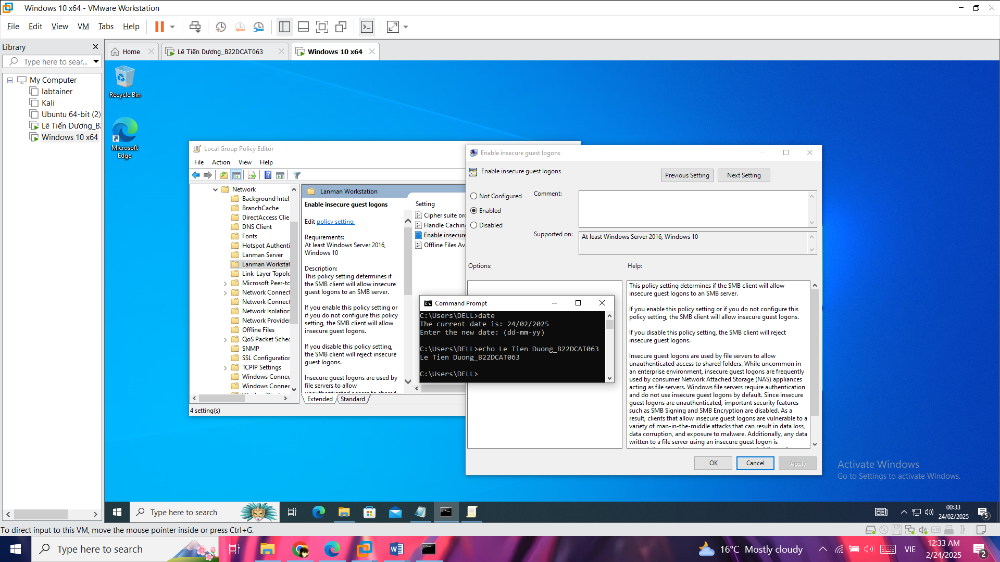 Windows 10 x64 - VMware Workstation
File Edit View VM Tabs Help
Library
Type here to sear...
Home
Lê Tiến Dương_B22DCAT063
Windows 10 x64
My Computer
labtainer
Kali
Ubuntu 64-bit (2)
Lê Tiến Dương_B2
Windows 10 x64
Recycle Bin
Microsoft
Edge
Local Group Policy Editor
File Action View Help
Network
Background Intel
BranchCache
DirectAccess Clie
DNS Client
Fonts
Hotspot Authenti
Lanman Server
Lanman Workstat
Link-Layer Topolo
Microsoft Peer-to
Network Connect
Network Connect
Network Isolation
Network Provider
Offline Files
QoS Packet Sched
SNMP
SSL Configuration
TCPIP Settings
Windows Connec
Windows Connec
Lanman Workstation
Enable insecure guest logons
Edit policy setting
Requirements:
At least Windows Server 2016,
Windows 10
Description:
This policy setting determines if
the SMB client will allow insecure
guest logons to an SMB server.
If you enable this policy setting or
if you do not configure this policy
setting, the SMB client will allow
insecure guest logons.
If you disable this policy setting,
the SMB client will reject insecure
guest logons.
Insecure guest logons are used by
file servers to allow
unauthenticated access to shared
Setting
Cipher suite orc
Handle Caching
Enable insecure
Offline Files Av
Extended Standard
4 setting(s)
Enable insecure guest logons
Enable insecure guest logons
Previous Setting
Next Setting
Not Configured
Enabled
Disabled
Comment:
Supported on:
At least Windows Server 2016, Windows 10
Options:
Help:
This policy setting determines if the SMB client will allow
insecure guest logons to an SMB server.
If you enable this policy setting or if you do not configure this
policy setting, the SMB client will allow insecure guest logons.
If you disable this policy setting, the SMB client will reject
insecure guest logons.
Insecure guest logons are used by file servers to allow
unauthenticated access to shared folders. While uncommon in
an enterprise environment, insecure guest logons are frequently
used by consumer Network Attached Storage (NAS) appliances
acting as file servers. Windows file servers require authentication
and do not use insecure guest logons by default. Since insecure
guest logons are unauthenticated, important security features
such as SMB Signing and SMB Encryption are disabled. As a
result, clients that allow insecure guest logons are vulnerable to a
variety of man-in-the-middle attacks that can result in data loss,
data corruption, and exposure to malware. Additionally, any data
written to a file server using an insecure guest logon is
OK
Cancel
Apply
Command Prompt
C:\Users\DELL>date
The current date is: 24/02/2025
Enter the new date: (dd-mm-yy)
C:\Users\DELL>echo Le Tien Duong_B22DCAT063
Le Tien Duong_B22DCAT063
C:\Users\DELL>
Activate Windows
Go to Settings to activate Windows.
Type here to search
00:33
24/02/2025
5
To direct input to this VM, move the mouse pointer inside or press Ctrl+G.
Type here to search
16°C Mostly cloudy
VIE
12:33 AM
2/24/2025
2